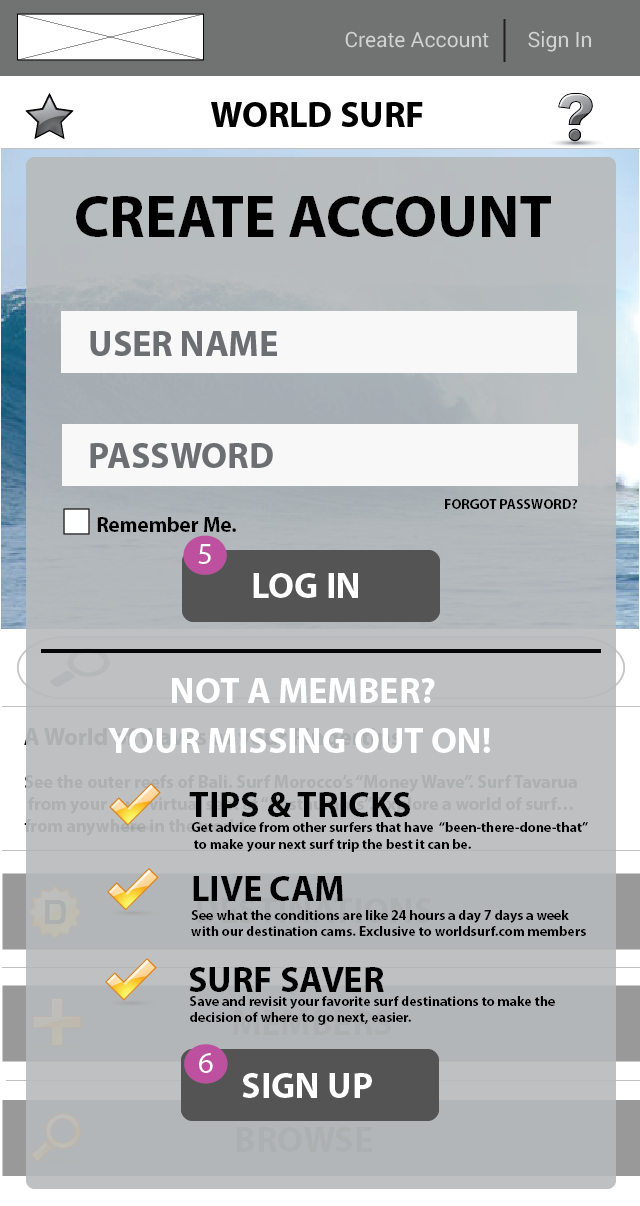 Create Account | Sign In
WORLD SURF
CREATE ACCOUNT
USER NAME
PASSWORD
FORGOT PASSWORD?
Remember Me.
5
LOG IN
NOT A MEMBER?
A World
YOUR MISSING OUT ON!
See the outer reefs of Bali. Surf Morocco's "Money Wave". Surf Tavarua
from your virtual a world of surf...
from anywhere in the
TIPS & TRICKS
Get advice from other surfers that have "been-there-done-that"
to make your next surf trip the best it can be.
D
LIVE CAM
See what the conditions are like 24 hours a day 7 days a week
with our destination cams. Exclusive to worldsurf.com members
SURF SAVER
Save and revisit your favorite surf destinations to make the
decision of where to go next, easier.
MEMBERS
6
SIGN UP
BROWSE